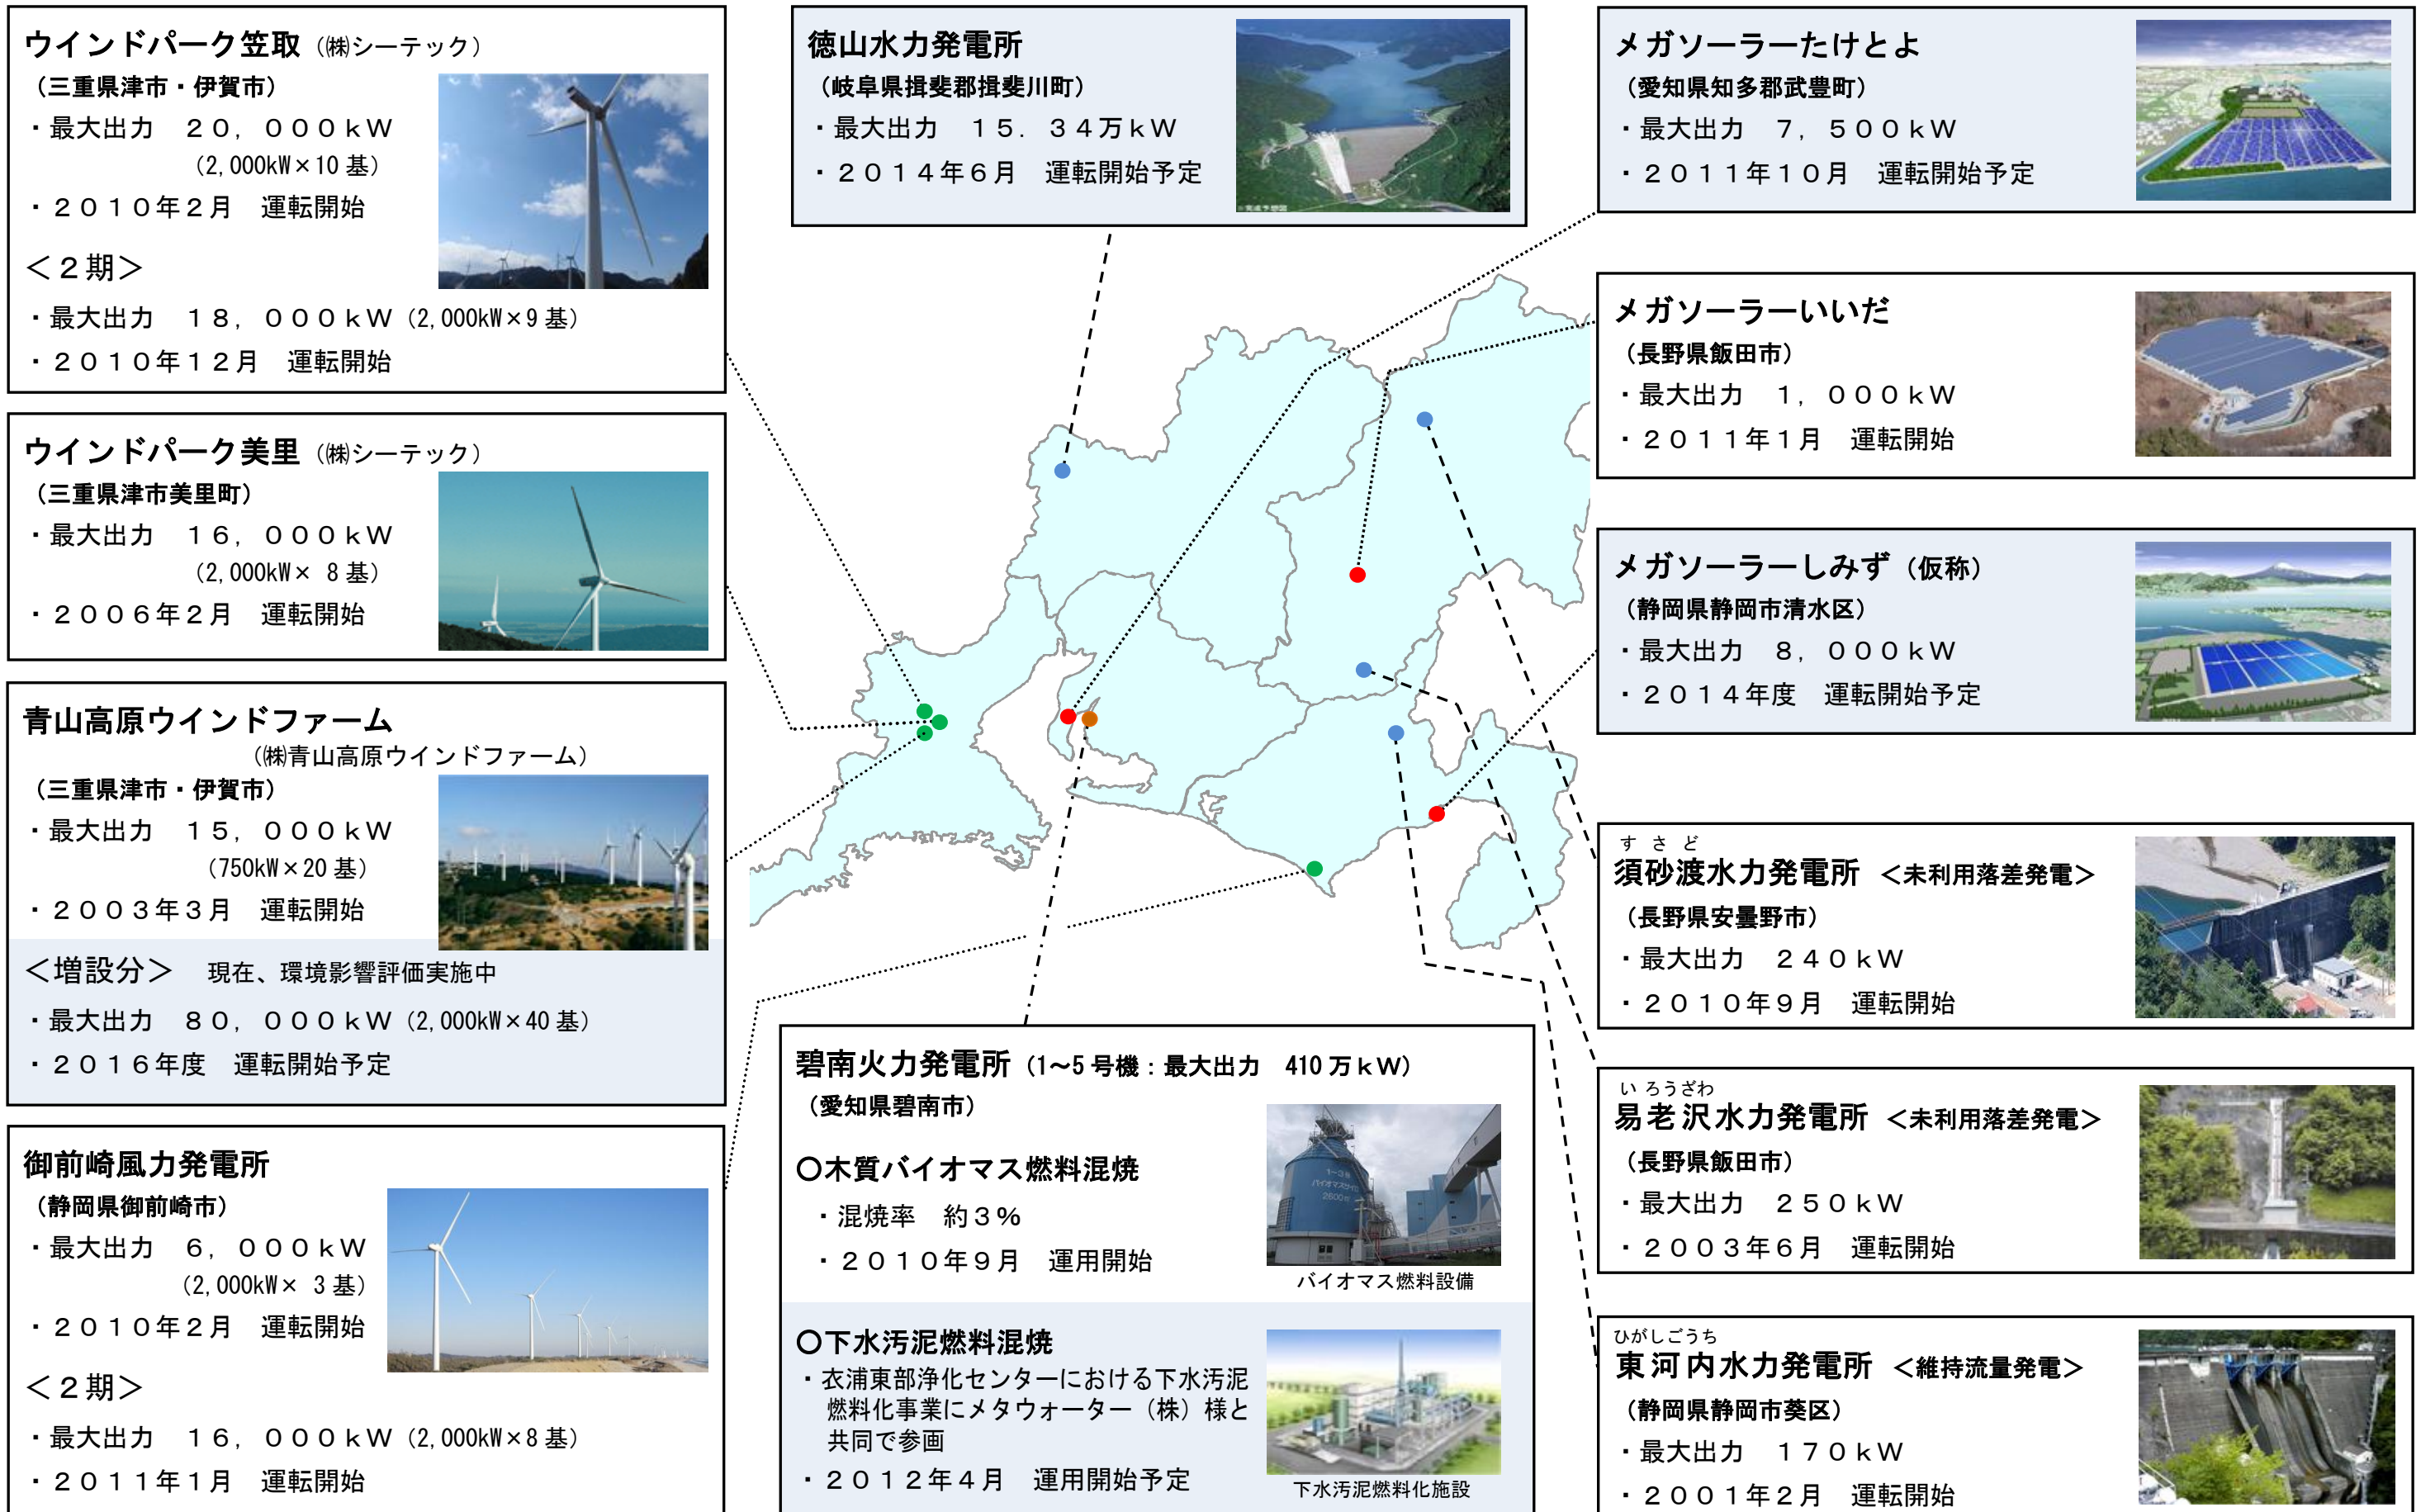 ウインドパーク笠取（㈱シーテック）
（三重県津市・伊賀市）
・最大出力　２０，０００ｋＷ
（2,000kW×10 基）
・２０１０年２月　運転開始
＜２期＞
・最大出力　１８，０００ｋＷ（2,000kW×9 基）
・２０１０年１２月　運転開始
ウインドパーク美里（㈱シーテック）
（三重県津市美里町）
・最大出力　１６，０００ｋＷ
（2,000kW× 8 基）
・２００６年２月　運転開始
青山高原ウインドファーム
（㈱青山高原ウインドファーム）
（三重県津市・伊賀市）
・最大出力　１５，０００ｋＷ
（750kW×20 基）
・２００３年３月　運転開始
＜増設分＞　現在、環境影響評価実施中
・最大出力　８０，０００ｋＷ（2,000kW×40 基）
・２０１６年度　運転開始予定
御前崎風力発電所
（静岡県御前崎市）
・最大出力　６，０００ｋＷ
（2,000kW× 3 基）
・２０１０年２月　運転開始
＜２期＞
・最大出力　１６，０００ｋＷ（2,000kW×8 基）
・２０１１年１月　運転開始
徳山水力発電所
（岐阜県揖斐郡揖斐川町）
・最大出力　１５．３４万ｋＷ
・２０１４年６月　運転開始予定
※完成予想図
碧南火力発電所（1～5 号機：最大出力　410 万ｋＷ）
（愛知県碧南市）
〇木質バイオマス燃料混焼
・混焼率　約３％
・２０１０年９月　運用開始
1～3号
バイオマスサイロ
2600㎥
バイオマス燃料設備
〇下水汚泥燃料混焼
・衣浦東部浄化センターにおける下水汚泥
燃料化事業にメタウォーター（株）様と
共同で参画
・２０１２年４月　運用開始予定
下水汚泥燃料化施設
メガソーラーたけとよ
（愛知県知多郡武豊町）
・最大出力　７，５００ｋＷ
・２０１１年１０月　運転開始予定
メガソーラーいいだ
（長野県飯田市）
・最大出力　１，０００ｋＷ
・２０１１年１月　運転開始
メガソーラーしみず（仮称）
（静岡県静岡市清水区）
・最大出力　８，０００ｋＷ
・２０１４年度　運転開始予定
すさど
須砂渡水力発電所　＜未利用落差発電＞
（長野県安曇野市）
・最大出力　２４０ｋＷ
・２０１０年９月　運転開始
いろうざわ
易老沢水力発電所　＜未利用落差発電＞
（長野県飯田市）
・最大出力　２５０ｋＷ
・２００３年６月　運転開始
ひがしごうち
東河内水力発電所　＜維持流量発電＞
（静岡県静岡市葵区）
・最大出力　１７０ｋＷ
・２００１年２月　運転開始